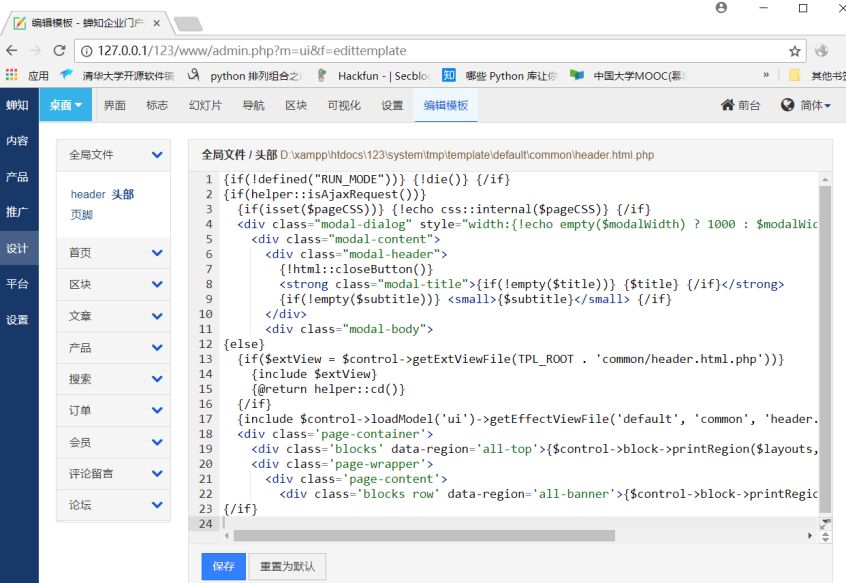 编辑模板 - 蝉知企业门户
127.0.0.1/123/www/admin.php?m=ui&f=edittemplate
应用 清华大学开源软件镜 python 排列组合之i Hackfun - | Secblog 知 哪些 Python 库让你 中国大学MOOC(慕 » 其他书签
蝉知 桌面 界面 标志 幻灯片 导航 区块 可视化 设置 编辑模板 前台 简体
内容
产品
推广
设计
平台
设置
全局文件
header 头部
页脚
首页
区块
文章
产品
搜索
订单
会员
评论留言
论坛
全局文件 / 头部 D:\xampp\htdocs\123\system\tmp\template\default\common\header.html.php
1 {if(!defined("RUN_MODE"))} {!die()} {/if}
2 {if(helper::isAjaxRequest())}
3 {if(isset($pageCSS))} {!echo css::internal($pageCSS)} {/if}
4 <div class="modal-dialog" style="width:{!echo empty($modalWidth) ? 1000 : $modalWid
5 <div class="modal-content">
6 <div class="modal-header">
7 {!html::closeButton()}
8 <strong class="modal-title">{if(!empty($title))} {$title} {/if}</strong>
9 {if(!empty($subtitle))} <small>{$subtitle}</small> {/if}
10 </div>
11 <div class="modal-body">
12 {else}
13 {if($extView = $control->getExtViewFile(TPL_ROOT . 'common/header.html.php'))}
14 {include $extView}
15 {@return helper::cd()}
16 {/if}
17 {include $control->loadModel('ui')->getEffectViewFile('default', 'common', 'header.
18 <div class='page-container'>
19 <div class='blocks' data-region='all-top'>{$control->block->printRegion($layouts,
20 <div class='page-wrapper'>
21 <div class='page-content'>
22 <div class='blocks row' data-region='all-banner'>{$control->block->printRegic
23 {/if}
24
保存 重置为默认